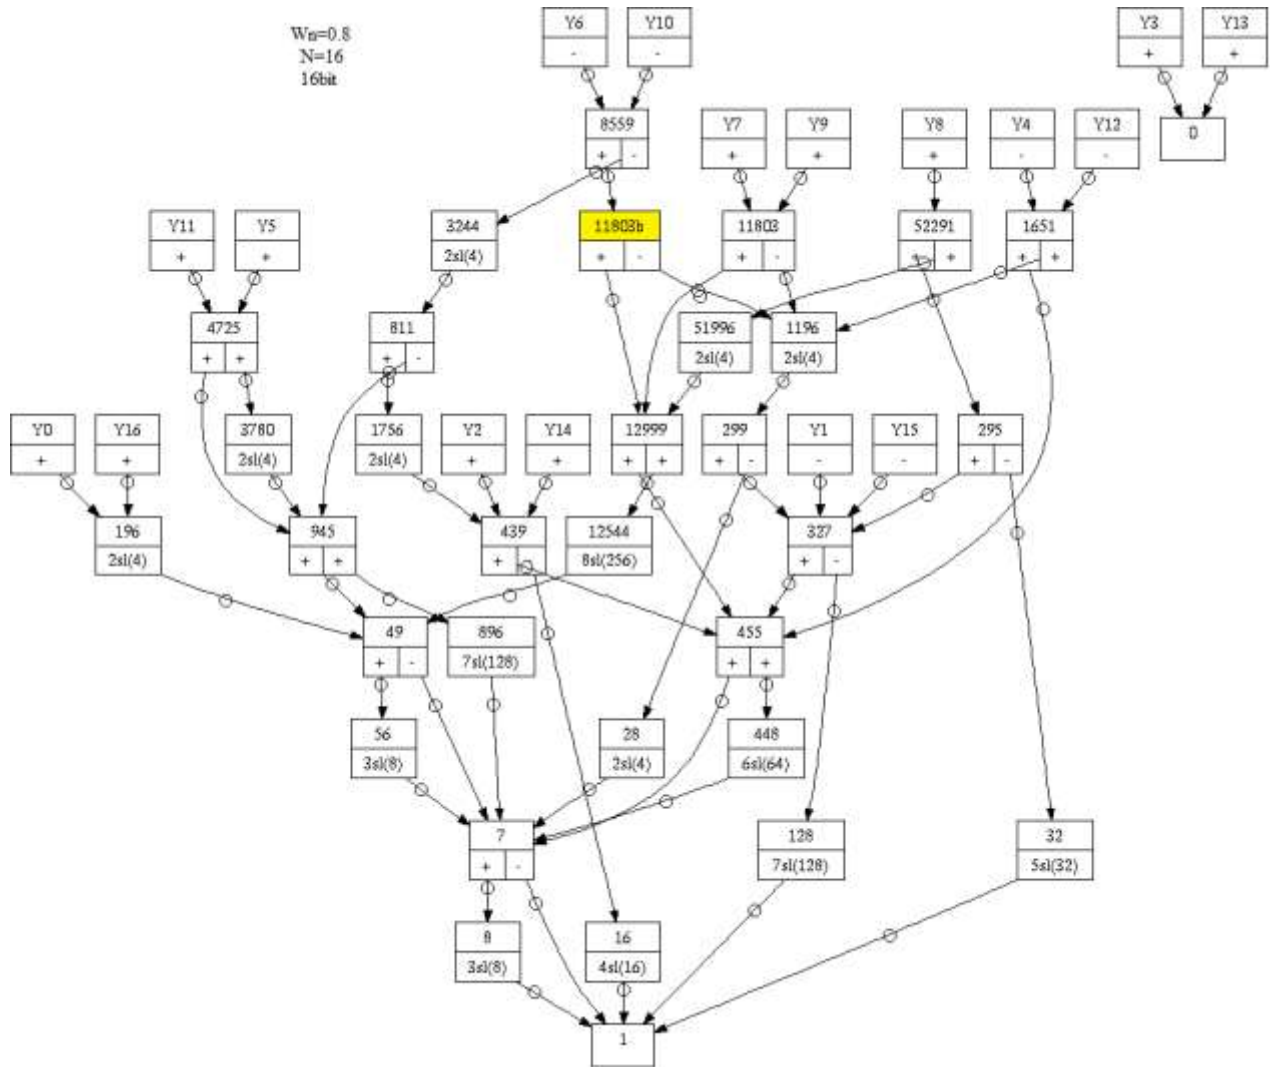 Wn=0.8
N=16
16bit
Y6 Y10 Y3 Y13
- - + +
8559 Y7 Y9 Y8 Y4 Y12 0
+ - + + + - -
Y11 Y5 3244 11803b 11803 52291 1651
+ + 2sl(4) + - + - + + + +
4725 811 51996 1196
+ + + - 2sl(4) 2sl(4)
Y0 Y16 3780 1756 Y2 Y14 12999 299 Y1 Y15 295
+ + 2sl(4) 2sl(4) + + + + + - - - + -
196 945 439 12544 327
2sl(4) + + + - 8sl(256) + -
49 896 455
+ - 7sl(128) + +
56 28 448
3sl(8) 2sl(4) 6sl(64)
7 128 32
+ - 7sl(128) 5sl(32)
8 16
3sl(8) 4sl(16)
1